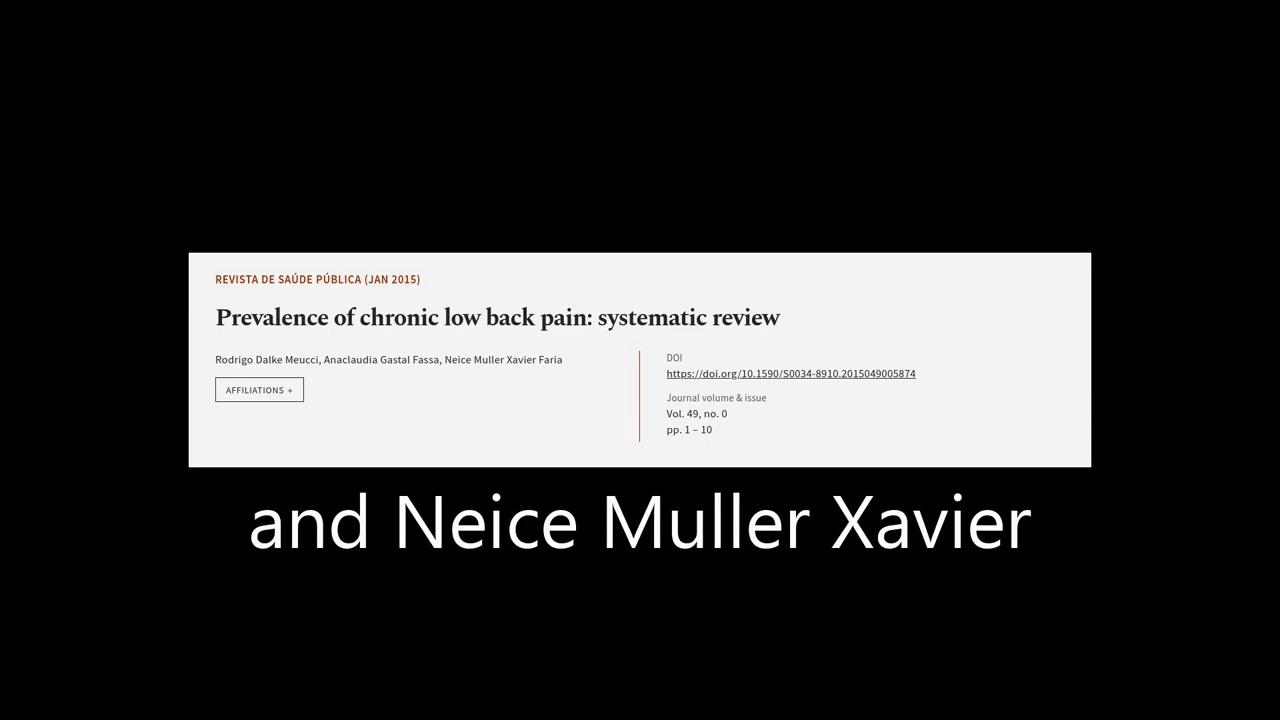 REVISTA DE SAÚDE PÚBLICA (JAN 2015)
Prevalence of chronic low back pain: systematic review
Rodrigo Dalke Meucci, Anaclaudia Gastal Fassa, Neice Muller Xavier Faria
AFFILIATIONS +
DOI
https://doi.org/10.1590/S0034-8910.2015049005874
Journal volume & issue
Vol. 49, no. 0
pp. 1 – 10
and Neice Muller Xavier